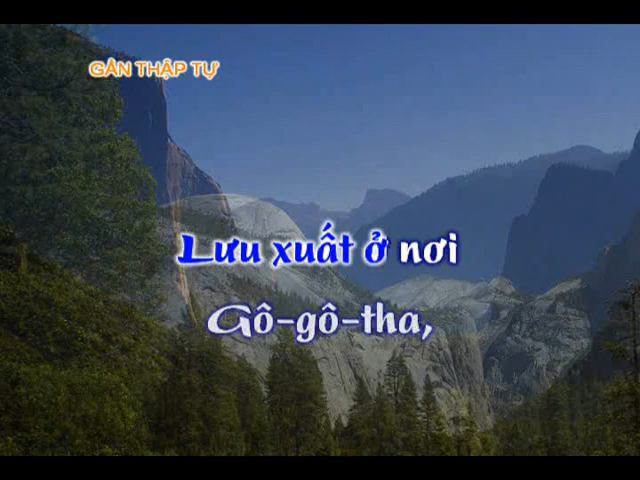 GẦN THẬP TỰ
Lưu xuất ở nơi
Gô-gô-tha,